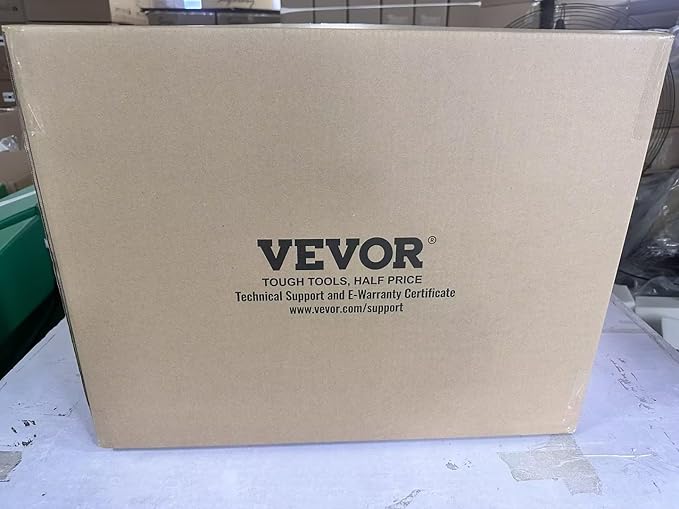 VEVOR®
TOUGH TOOLS, HALF PRICE
Technical Support and E-Warranty Certificate
www.vevor.com/support